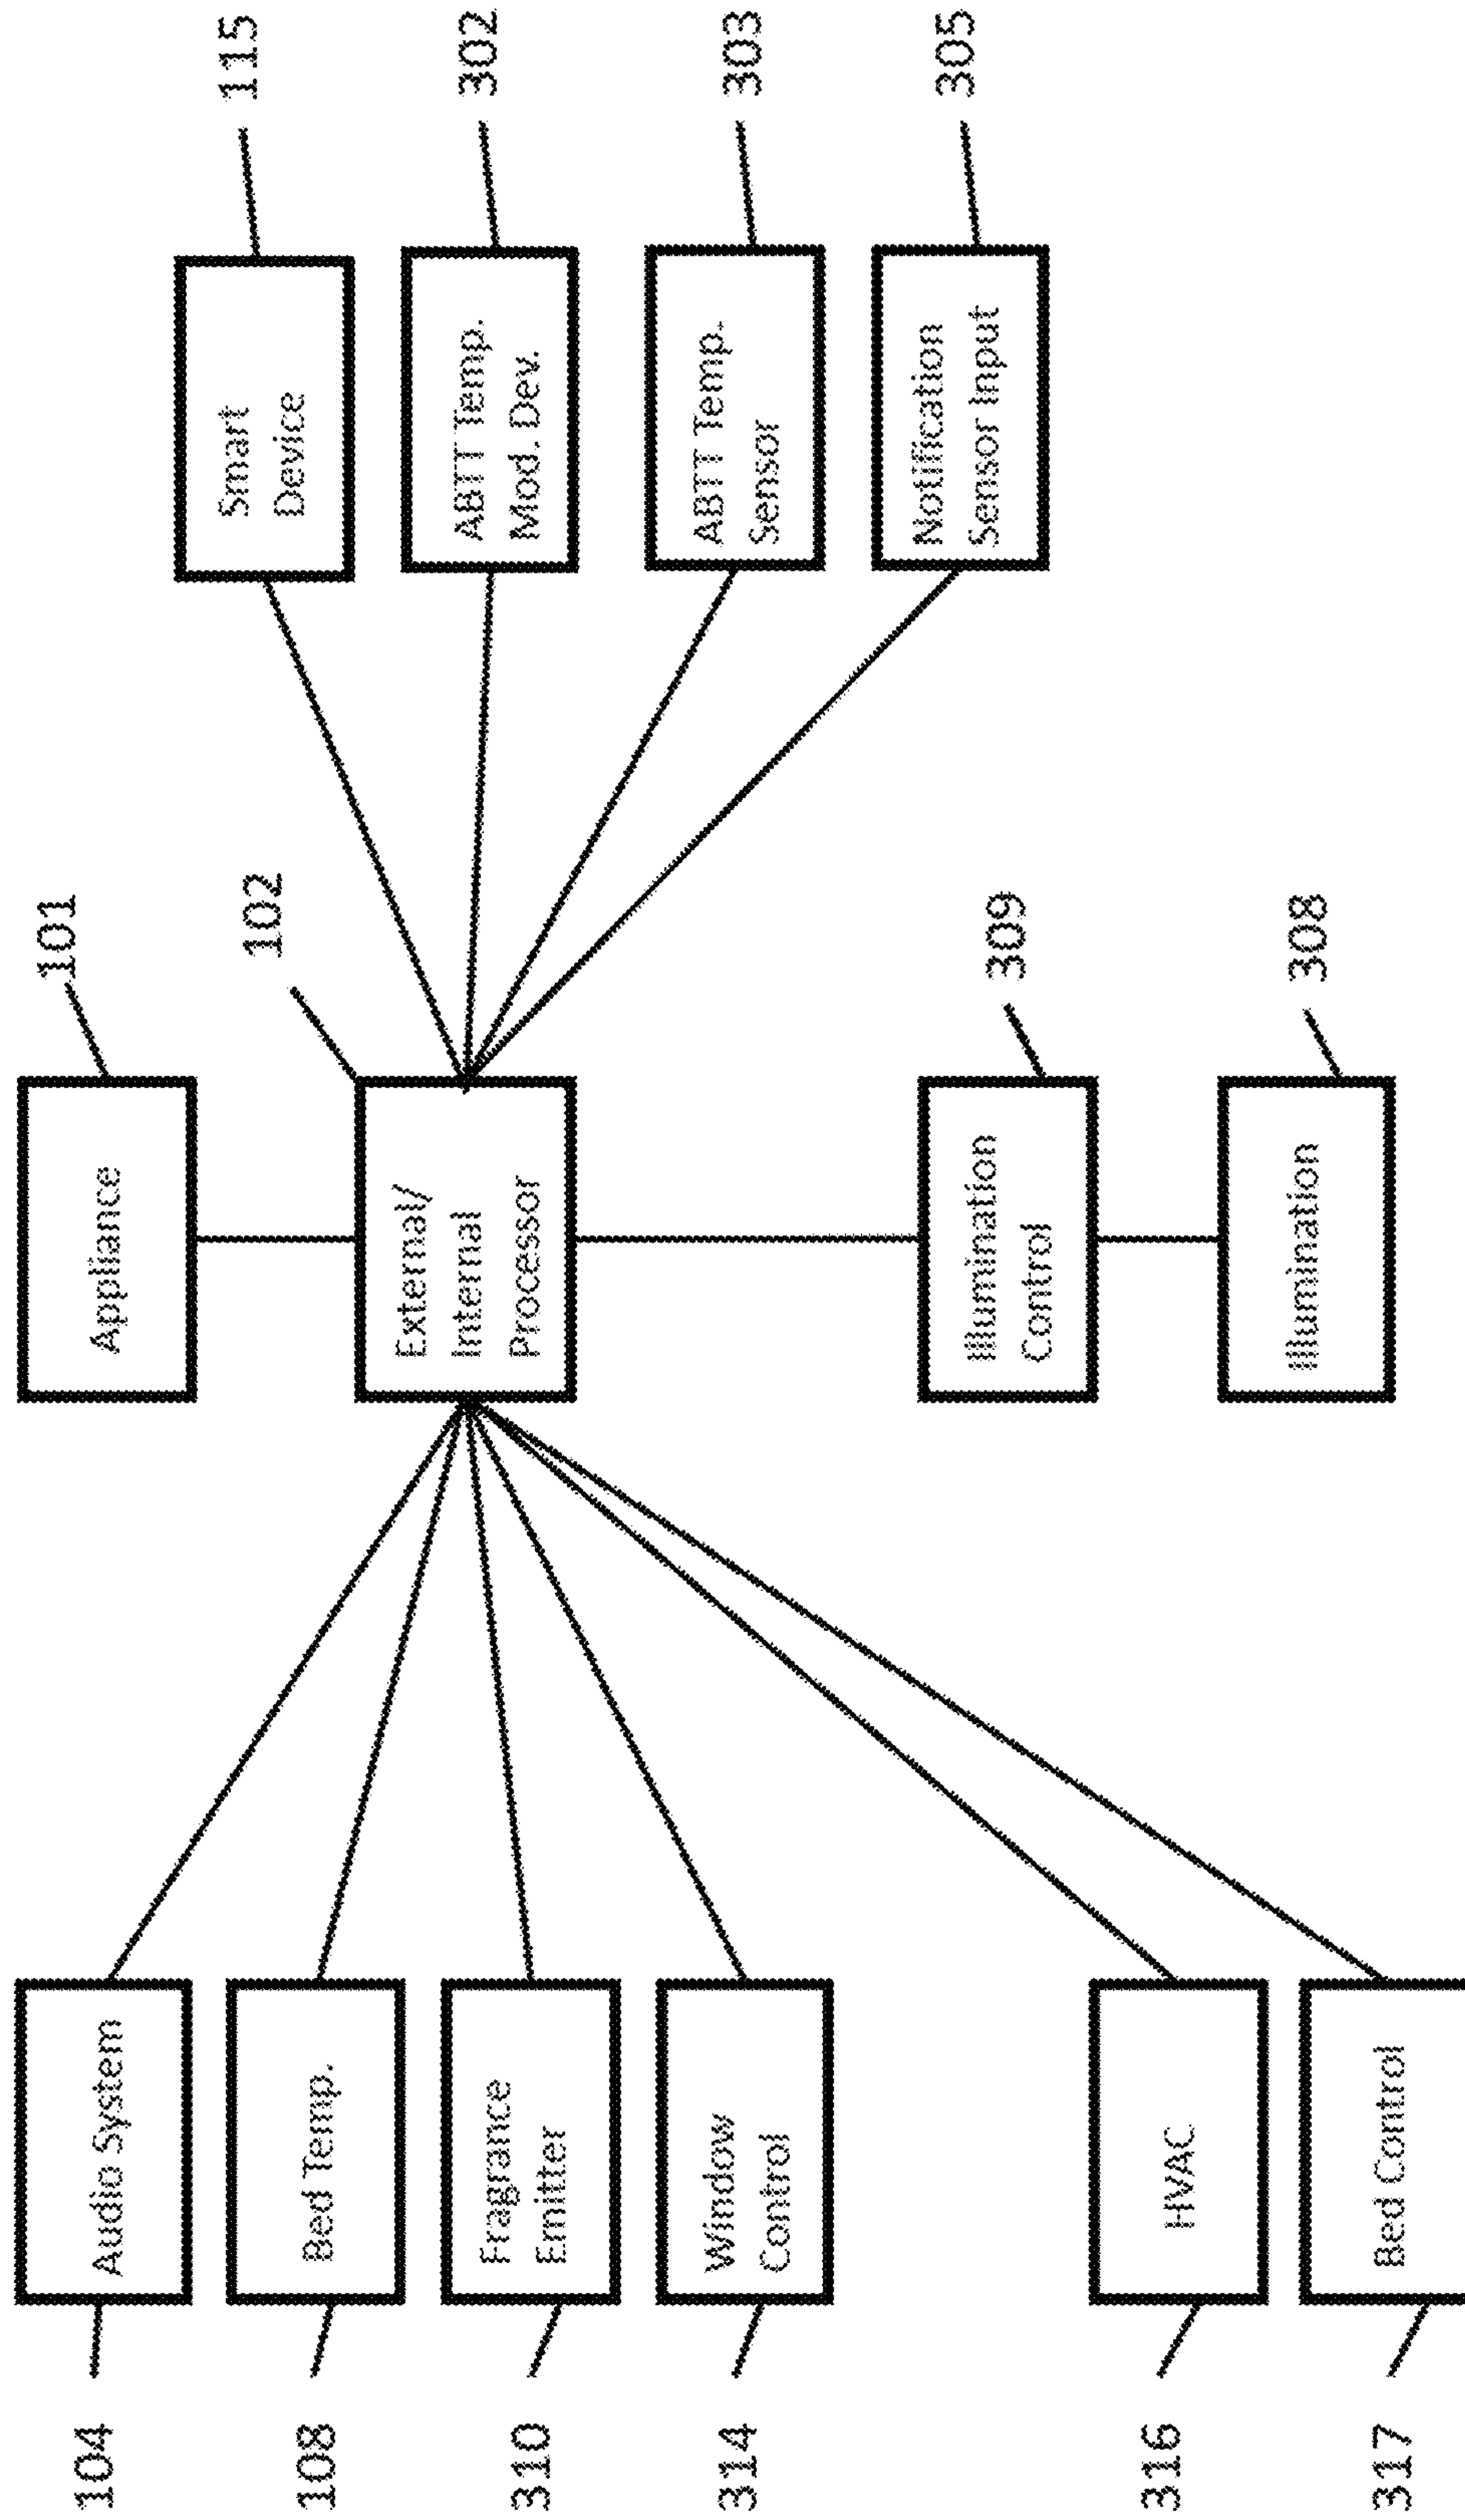 101
Appliance
102
External/
Internal
Processor
309
Illumination
Control
308
Illumination
104
Audio System
108
Bed Temp.
310
Fragrance
Emitter
314
Window
Control
316
HVAC
317
Bed Control
115
Smart
Device
302
ABTT Temp.
Mod. Dev.
303
ABTT Temp.
Sensor
305
Notification
Sensor Input